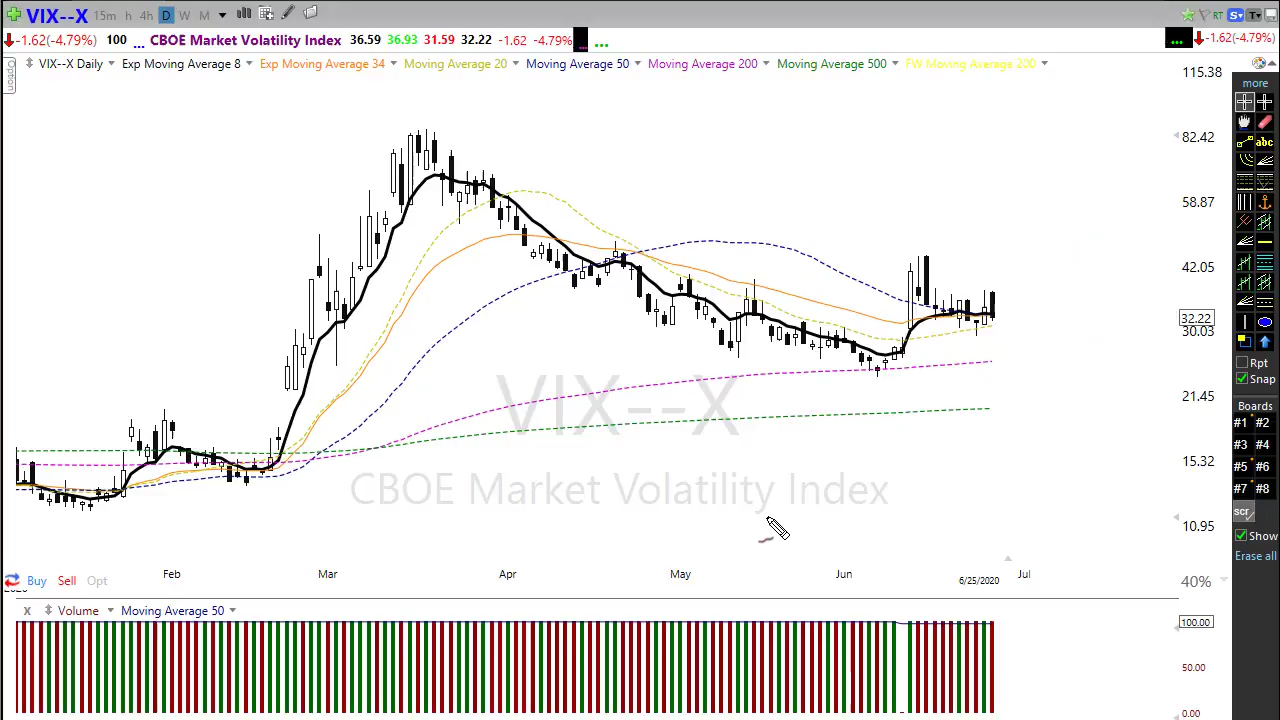 VIX--X 15m h 4h D W M RT S T
-1.62(-4.79%) 100 ... CBOE Market Volatility Index 36.59 36.93 31.59 32.22 -1.62 -4.79% ... ... ... -1.62(-4.79%)
Option
VIX--X Daily Exp Moving Average 8 Exp Moving Average 34 Moving Average 20 Moving Average 50 Moving Average 200 Moving Average 500 FW Moving Average 200
115.38
82.42
58.87
42.05
32.22
30.03
21.45
15.32
10.95
VIX--X
CBOE Market Volatility Index
Feb Mar Apr May Jun 6/25/2020 Jul
Buy Sell Opt 40%
X Volume Moving Average 50
100.00
50.00
0.00
more
abc
Rpt
Snap
Boards
#1 #2
#3 #4
#5 #6
#7 #8
scr
Show
Erase all